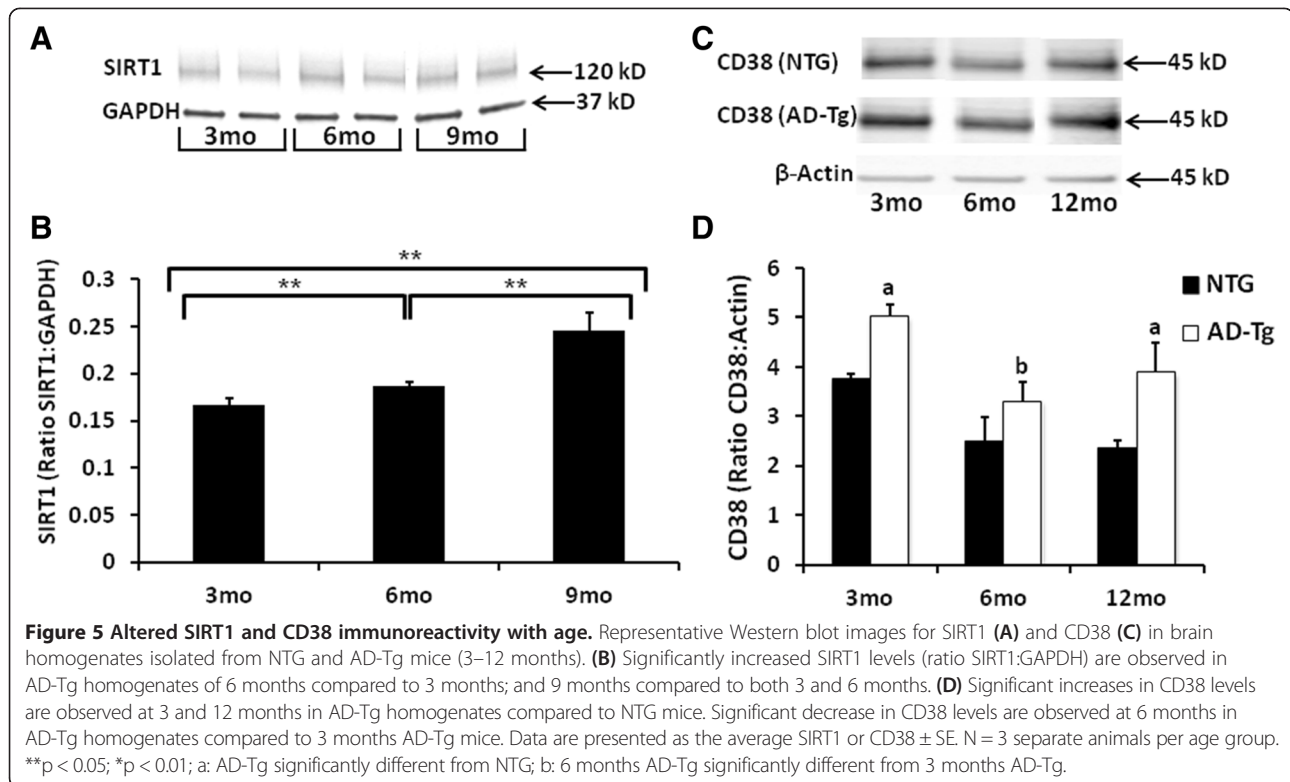 A
SIRT1
120 kD
GAPDH
37 kD
3mo 6mo 9mo
B
SIRT1 (Ratio SIRT1:GAPDH)
0.3
0.25
0.2
0.15
0.1
0.05
0
**
** **
3mo 6mo 9mo
C
CD38 (NTG) 45 kD
CD38 (AD-Tg) 45 kD
β-Actin 45 kD
3mo 6mo 12mo
D
CD38 (Ratio CD38:Actin)
6
5
4
3
2
1
0
a
b
a
NTG
AD-Tg
3mo 6mo 12mo
Figure 5 Altered SIRT1 and CD38 immunoreactivity with age. Representative Western blot images for SIRT1 (A) and CD38 (C) in brain
homogenates isolated from NTG and AD-Tg mice (3–12 months). (B) Significantly increased SIRT1 levels (ratio SIRT1:GAPDH) are observed in
AD-Tg homogenates of 6 months compared to 3 months; and 9 months compared to both 3 and 6 months. (D) Significant increases in CD38 levels
are observed at 3 and 12 months in AD-Tg homogenates compared to NTG mice. Significant decrease in CD38 levels are observed at 6 months in
AD-Tg homogenates compared to 3 months AD-Tg mice. Data are presented as the average SIRT1 or CD38 ± SE. N = 3 separate animals per age group.
**p < 0.05; *p < 0.01; a: AD-Tg significantly different from NTG; b: 6 months AD-Tg significantly different from 3 months AD-Tg.